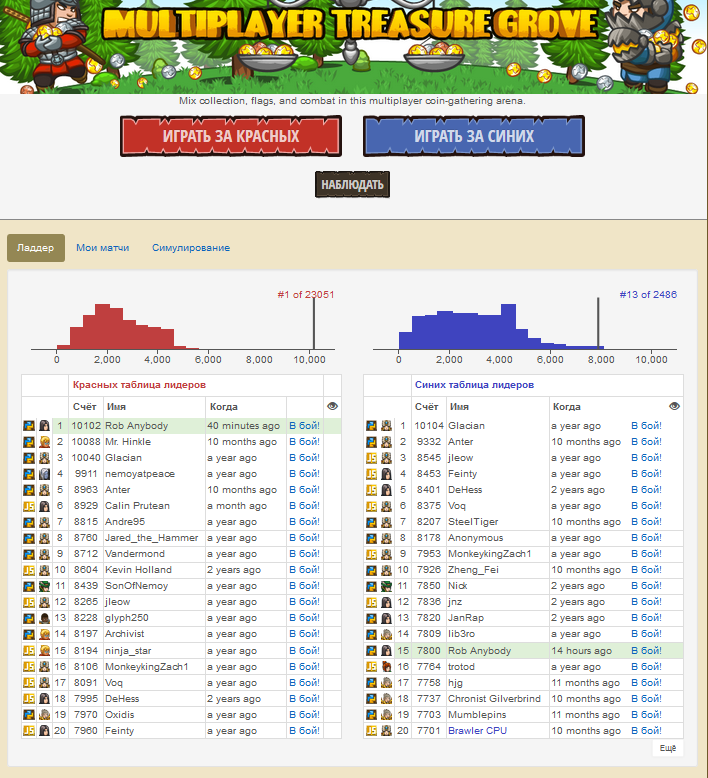 MULTIPLAYER TREASURE GROVE
Mix collection, flags, and combat in this multiplayer coin-gathering arena.
ИГРАТЬ ЗА КРАСНЫХ ИГРАТЬ ЗА СИНИХ
НАБЛЮДАТЬ
Ладдер Мои матчи Симулирование
#1 of 23051
0 2,000 4,000 6,000 8,000 10,000
Красных таблица лидеров
Счёт Имя Когда
1 10102 Rob Anybody 40 minutes ago В бой!
2 10088 Mr. Hinkle 10 months ago В бой!
JS 3 10040 Glacian a year ago В бой!
4 9911 nemoyatpeace a year ago В бой!
5 8963 Anter 10 months ago В бой!
JS 6 8929 Calin Prutean a month ago В бой!
7 8815 Andre95 a year ago В бой!
8 8760 Jared_the_Hammer a year ago В бой!
9 8712 Vandermond a year ago В бой!
JS 10 8604 Kevin Holland 2 years ago В бой!
11 8439 SonOfNemoy a year ago В бой!
JS 12 8265 jleow a year ago В бой!
13 8228 glyph250 a year ago В бой!
14 8197 Archivist a year ago В бой!
JS 15 8194 ninja_star a year ago В бой!
JS 16 8106 MonkeykingZach1 a year ago В бой!
17 8091 Voq a year ago В бой!
JS 18 7995 DeHess 2 years ago В бой!
19 7970 Oxidis a year ago В бой!
JS 20 7960 Feinty a year ago В бой!
#13 of 2486
0 2,000 4,000 6,000 8,000 10,000
Синих таблица лидеров
Счёт Имя Когда
1 10104 Glacian a year ago В бой!
2 9332 Anter 10 months ago В бой!
JS 3 8545 jleow a year ago В бой!
JS 4 8453 Feinty a year ago В бой!
JS 5 8401 DeHess 2 years ago В бой!
JS 6 8375 Voq a year ago В бой!
7 8207 SteelTiger 10 months ago В бой!
8 8178 Anonymous a year ago В бой!
JS 9 7953 MonkeykingZach1 a year ago В бой!
10 7926 Zheng_Fei 10 months ago В бой!
11 7850 Nick 2 years ago В бой!
JS 12 7836 jnz 2 years ago В бой!
13 7820 JanRap 2 years ago В бой!
14 7809 lib3ro a year ago В бой!
15 7800 Rob Anybody 14 hours ago В бой!
JS 16 7764 trotod a year ago В бой!
17 7758 hjg 11 months ago В бой!
18 7737 Chronist Gilverbrind 10 months ago В бой!
19 7703 Mumblepins 11 months ago В бой!
20 7701 Brawler CPU 10 months ago В бой!
Ещё